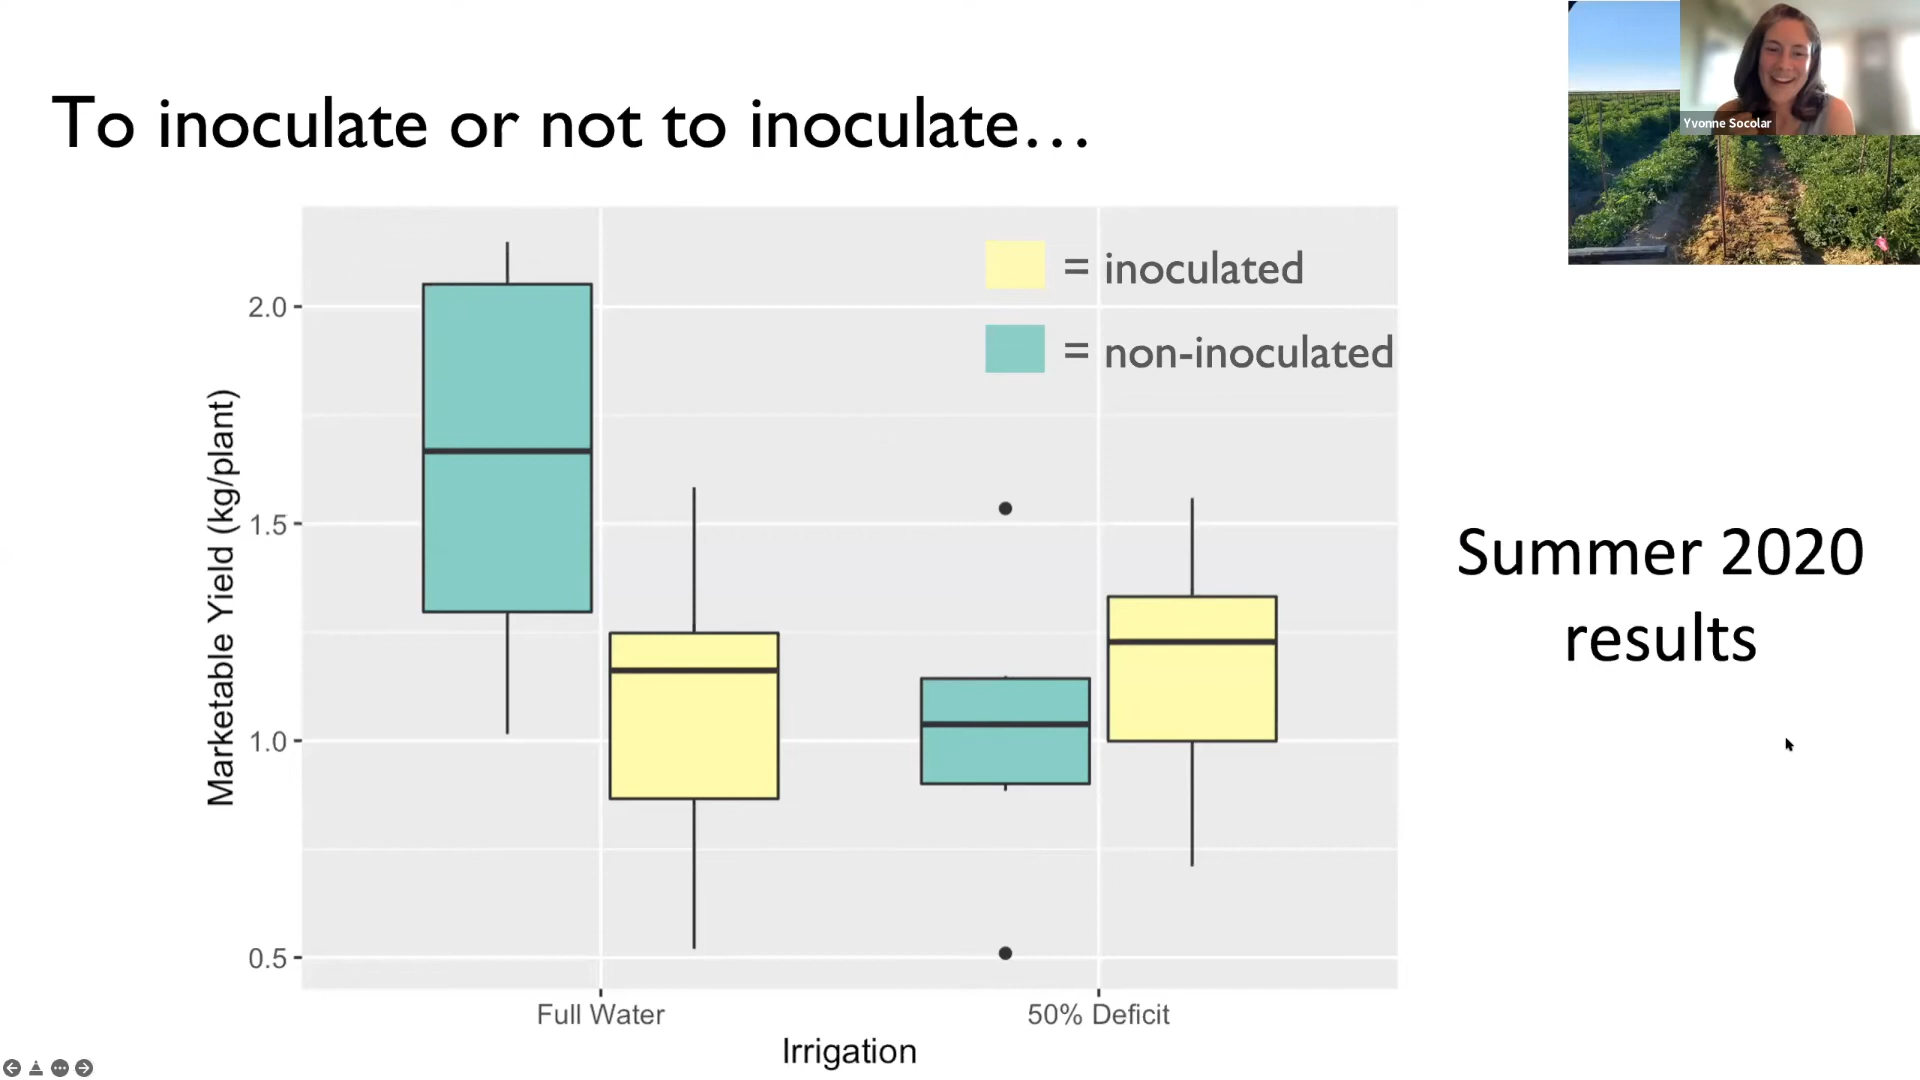 To inoculate or not to inoculate…
Yvonne Socolar
= inoculated
= non-inoculated
2.0
1.5
1.0
0.5
Marketable Yield (kg/plant)
Full Water
50% Deficit
Irrigation
Summer 2020
results